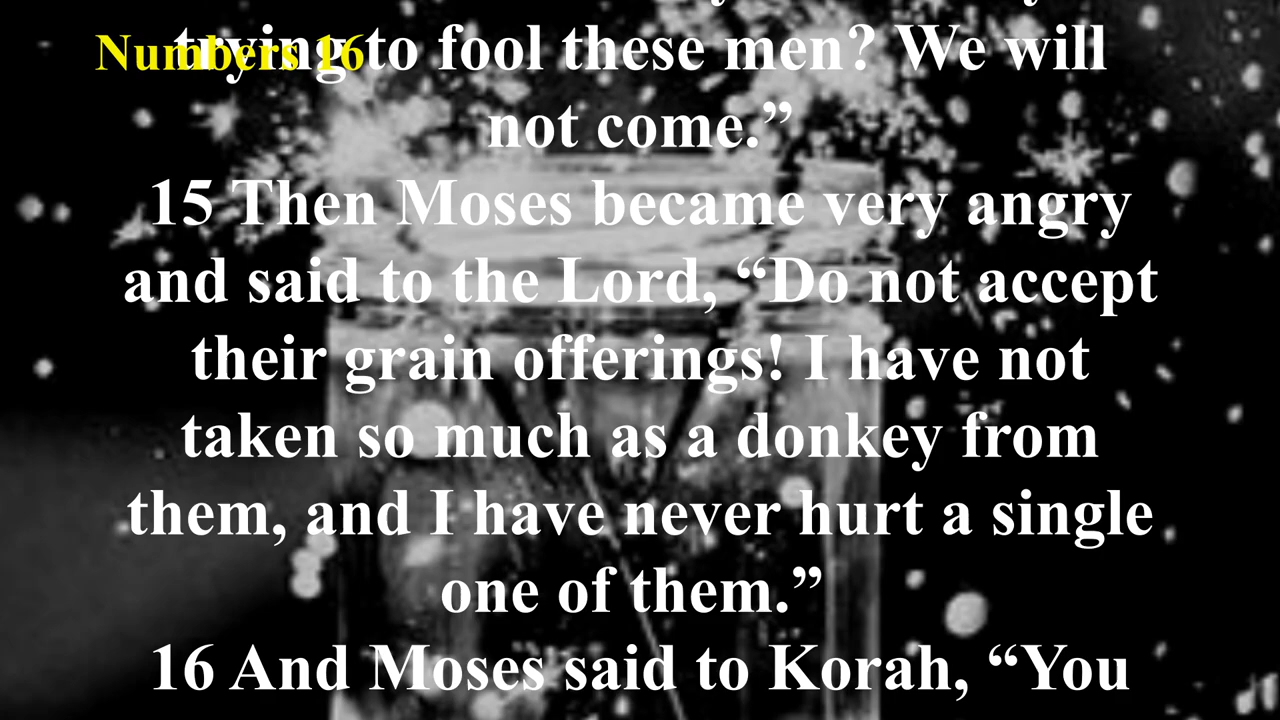 Numbers 16
trying to fool these men? We will
not come.”
15 Then Moses became very angry
and said to the Lord, “Do not accept
their grain offerings! I have not
taken so much as a donkey from
them, and I have never hurt a single
one of them.”
16 And Moses said to Korah, “You